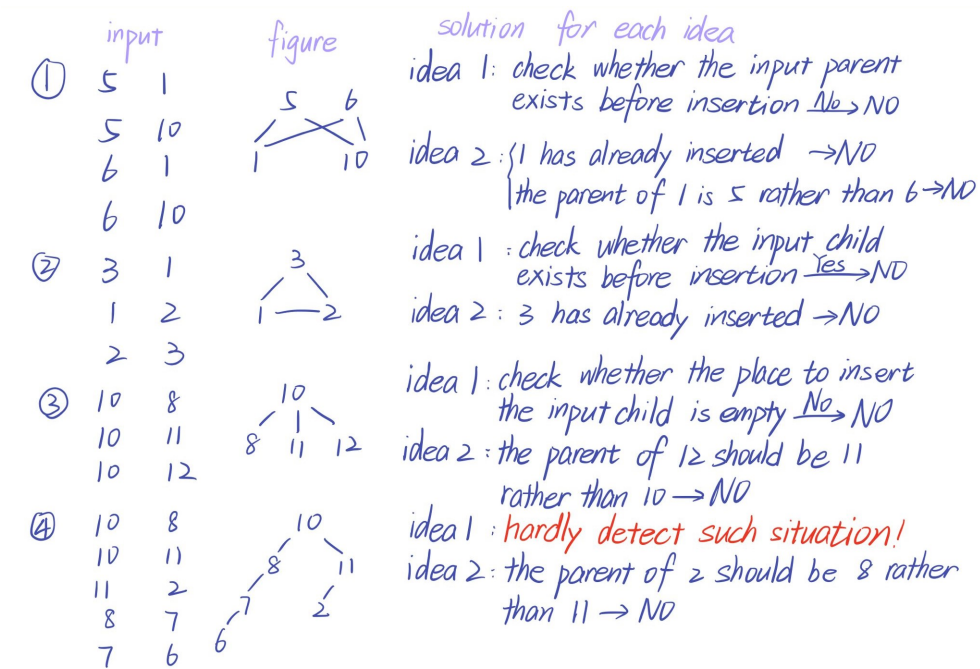 input figure solution for each idea
① 5 1 idea 1: check whether the input parent
exists before insertion No→NO
5 10
5 6
1 10
6 1 idea 2: {1 has already inserted →NO
the parent of 1 is 5 rather than 6→NO
6 10
② 3 1 idea 1: check whether the input child
exists before insertion Yes→NO
3
1 2
1 2 idea 2: 3 has already inserted →NO
2 3
③ 10 8 idea 1: check whether the place to insert
the input child is empty No→NO
10
8 11 12
10 11 idea 2: the parent of 12 should be 11
rather than 10→NO
10 12
④ 10 8 idea 1: hardly detect such situation!
10
10 11 idea 2: the parent of 2 should be 8 rather
than 11→NO
8 11
11 2
7 2
8 7
6
7 6